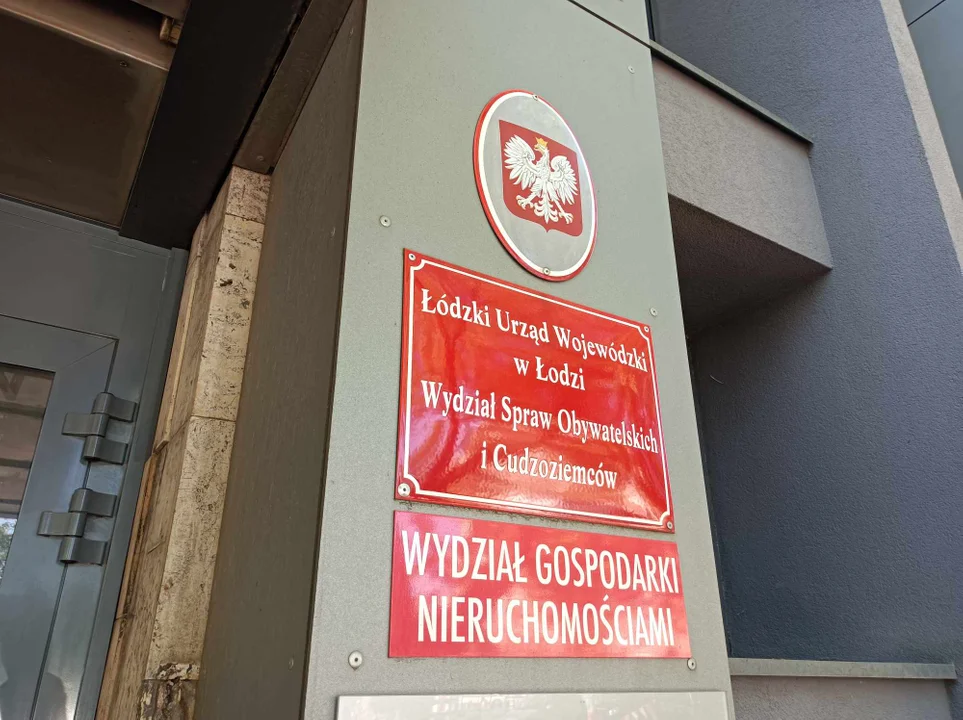 Łódzki Urząd Wojewódzki
w Łodzi
Wydział Spraw Obywatelskich
i Cudzoziemców
WYDZIAŁ GOSPODARKI
NIERUCHOMOŚCIAMI